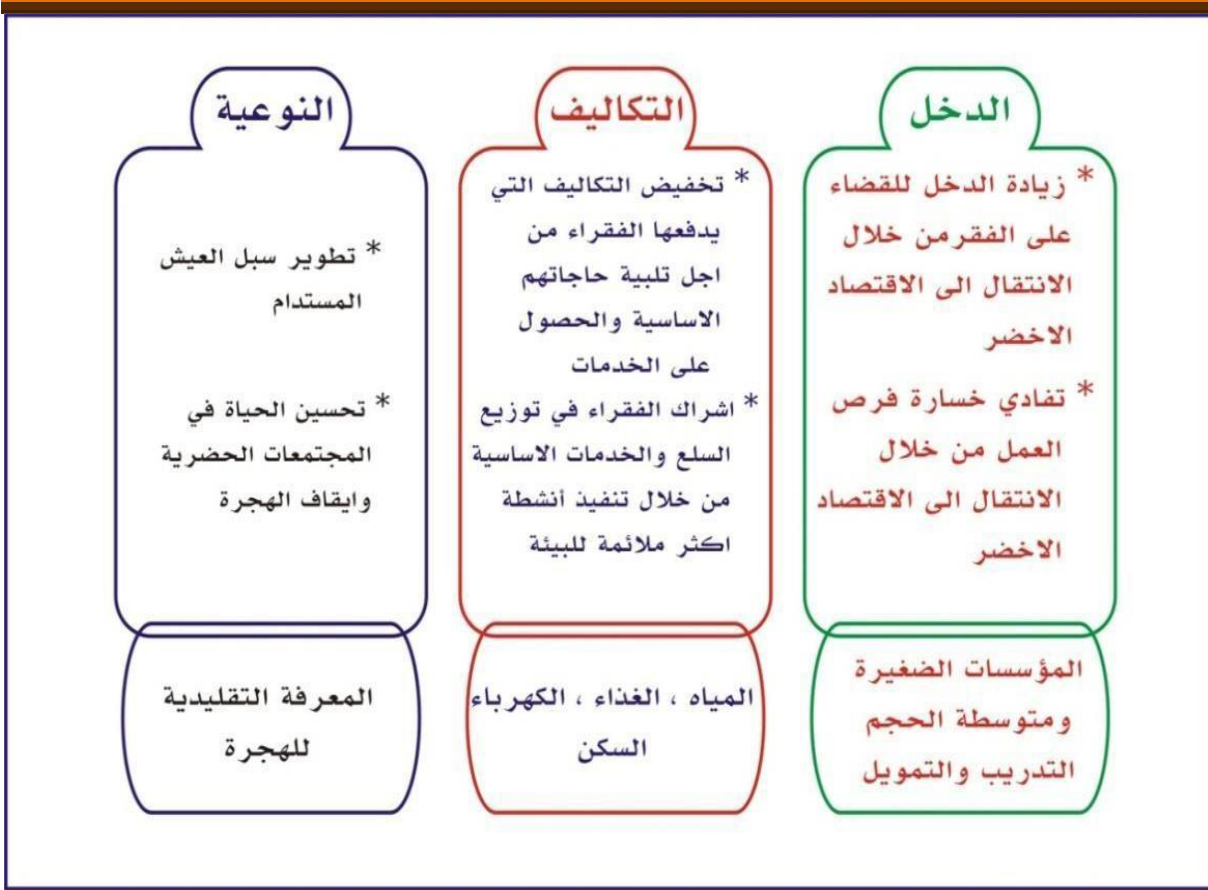 الدخل
* زيادة الدخل للقضاء
على الفقرمن خلال
الانتقال الى الاقتصاد
الاخضر
* تفادي خسارة فرص
العمل من خلال
الانتقال الى الاقتصاد
الاخضر
المؤسسات الضغيرة
ومتوسطة الحجم
التدريب والتمويل
التكاليف
* تخفيض التكاليف التي
يدفعها الفقراء من
اجل تلبية حاجاتهم
الاساسية والحصول
على الخدمات
* اشراك الفقراء في توزيع
السلع والخدمات الاساسية
من خلال تنفيذ أنشطة
اكثر ملائمة للبيئة
المياه ، الغذاء ، الكهرباء
السكن
النوعية
* تطوير سبل العيش
المستدام
* تحسين الحياة في
المجتمعات الحضرية
وايقاف الهجرة
المعرفة التقليدية
للهجرة